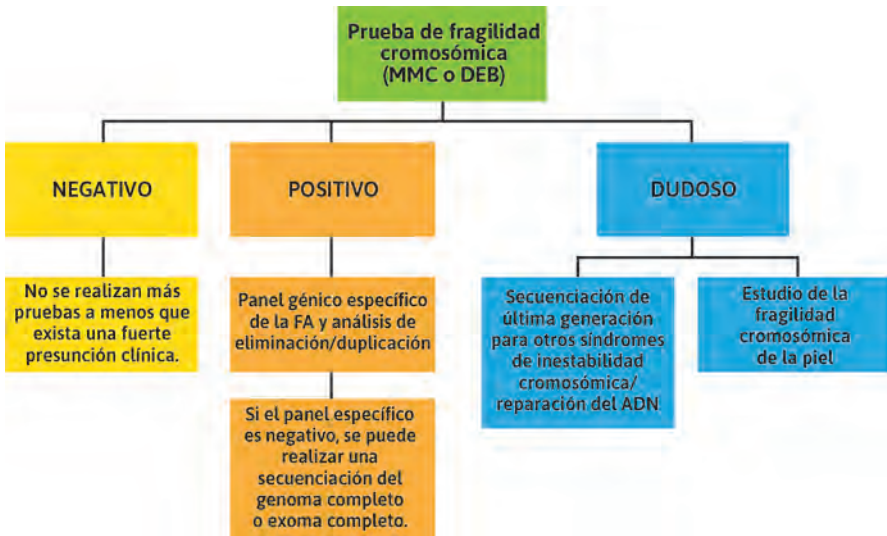 Prueba de fragilidad
cromosómica
(MMC o DEB)
NEGATIVO
POSITIVO
DUDOSO
No se realizan más
pruebas a menos que
exista una fuerte
presunción clínica.
Panel génico específico
de la FA y análisis de
eliminación/duplicación
Si el panel específico
es negativo, se puede
realizar una
secuenciación del
genoma completo
o exoma completo.
Secuenciación de
última generación
para otros síndromes
de inestabilidad
cromosómica/
reparación del ADN
Estudio de la
fragilidad
cromosómica
de la piel